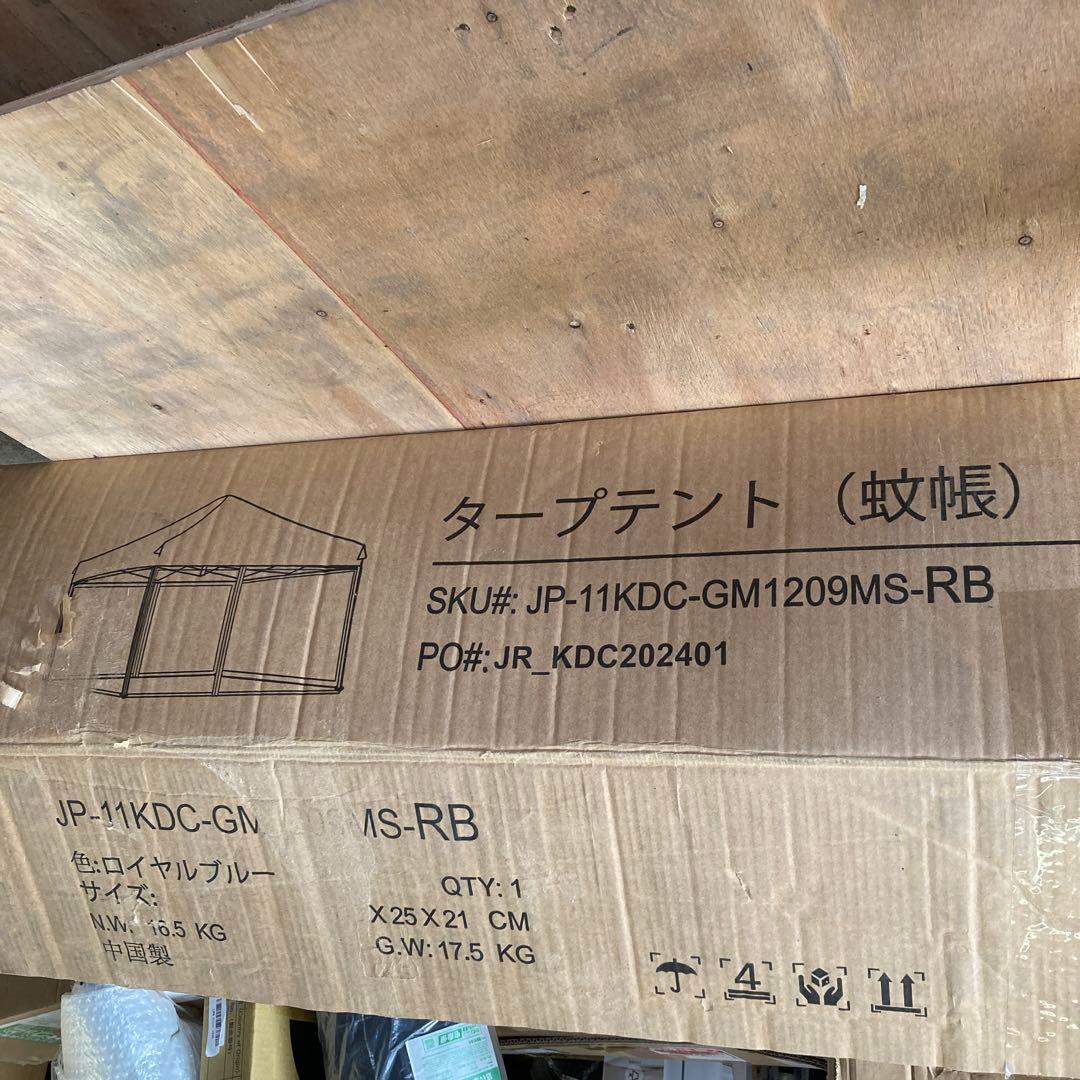 タープテント（蚊帳）
SKU#: JP-11KDC-GM1209MS-RB
PO#: JR_KDC202401
JP-11KDC-GM MS-RB
色:ロイヤルブルー
QTY: 1
サイズ: X 25 X 21 CM
N.W: 16.5 KG
G.W: 17.5 KG
中国製
4